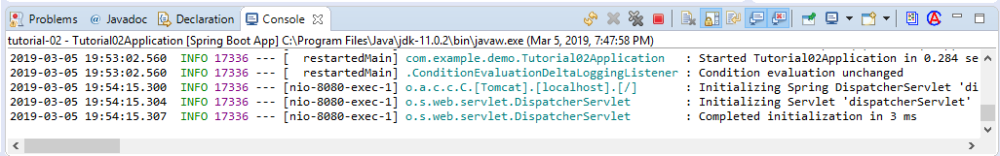 Problems @ Javadoc Declaration Console
tutorial-02 - Tutorial02Application [Spring Boot App] C:\Program Files\Java\jdk-11.0.2\bin\javaw.exe (Mar 5, 2019, 7:47:58 PM)
2019-03-05 19:53:02.560 INFO 17336 --- [ restartedMain] com.example.demo.Tutorial02Application : Started Tutorial02Application in 0.284 se
2019-03-05 19:53:02.560 INFO 17336 --- [ restartedMain] .ConditionEvaluationDeltaLoggingListener : Condition evaluation unchanged
2019-03-05 19:54:15.300 INFO 17336 --- [nio-8080-exec-1] o.a.c.c.C.[Tomcat].[localhost].[/] : Initializing Spring DispatcherServlet 'di
2019-03-05 19:54:15.304 INFO 17336 --- [nio-8080-exec-1] o.s.web.servlet.DispatcherServlet : Initializing Servlet 'dispatcherServlet'
2019-03-05 19:54:15.307 INFO 17336 --- [nio-8080-exec-1] o.s.web.servlet.DispatcherServlet : Completed initialization in 3 ms